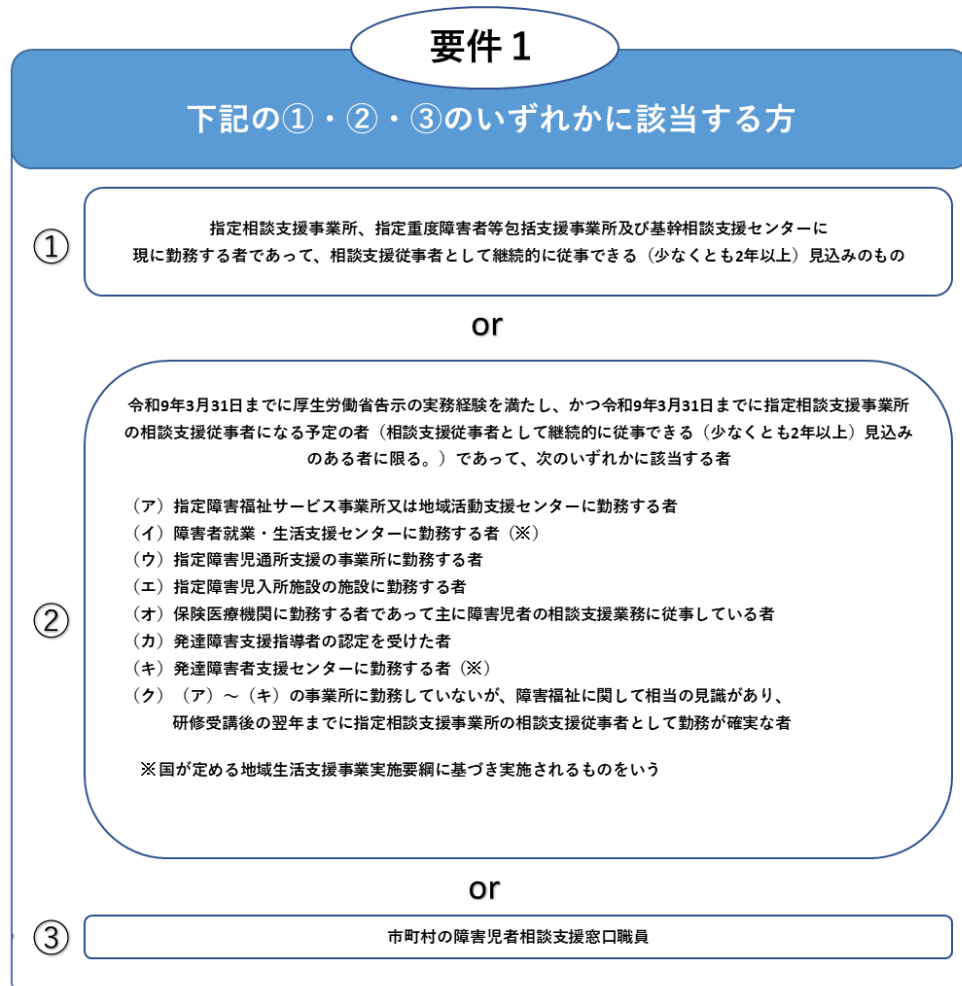 要件１
下記の①・②・③のいずれかに該当する方
①
指定相談支援事業所、指定重度障害者等包括支援事業所及び基幹相談支援センターに
現に勤務する者であって、相談支援従事者として継続的に従事できる（少なくとも2年以上）見込みのもの
or
②
令和9年3月31日までに厚生労働省告示の実務経験を満たし、かつ令和9年3月31日までに指定相談支援事業所
の相談支援従事者になる予定の者（相談支援従事者として継続的に従事できる（少なくとも2年以上）見込み
のある者に限る。）であって、次のいずれかに該当する者
（ア）指定障害福祉サービス事業所又は地域活動支援センターに勤務する者
（イ）障害者就業・生活支援センターに勤務する者（※）
（ウ）指定障害児通所支援の事業所に勤務する者
（エ）指定障害児入所施設の施設に勤務する者
（オ）保険医療機関に勤務する者であって主に障害児者の相談支援業務に従事している者
（カ）発達障害支援指導者の認定を受けた者
（キ）発達障害者支援センターに勤務する者（※）
（ク）（ア）～（キ）の事業所に勤務していないが、障害福祉に関して相当の見識があり、
研修受講後の翌年までに指定相談支援事業所の相談支援従事者として勤務が確実な者
※国が定める地域生活支援事業実施要綱に基づき実施されるものをいう
or
③
市町村の障害児者相談支援窓口職員